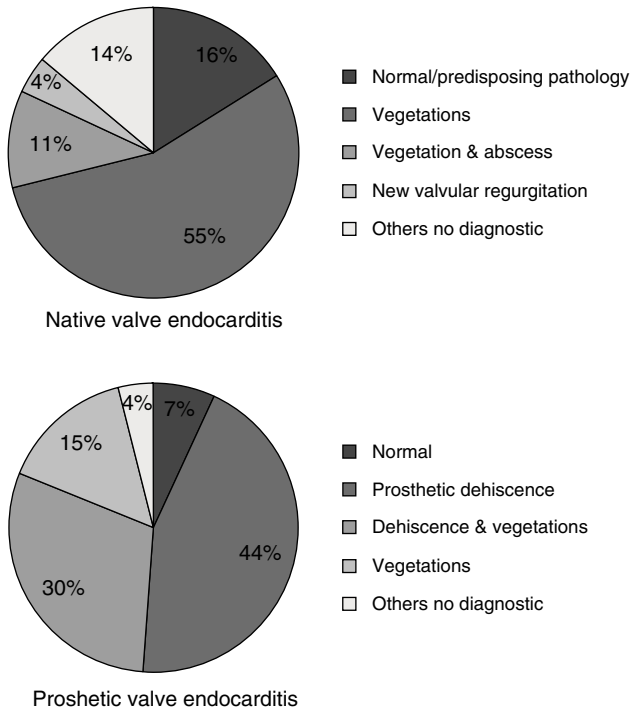 14%
16%
4%
11%
55%
Normal/predisposing pathology
Vegetations
Vegetation & abscess
New valvular regurgitation
Others no diagnostic
Native valve endocarditis
4%
7%
15%
44%
30%
Normal
Prosthetic dehiscence
Dehiscence & vegetations
Vegetations
Others no diagnostic
Proshetic valve endocarditis